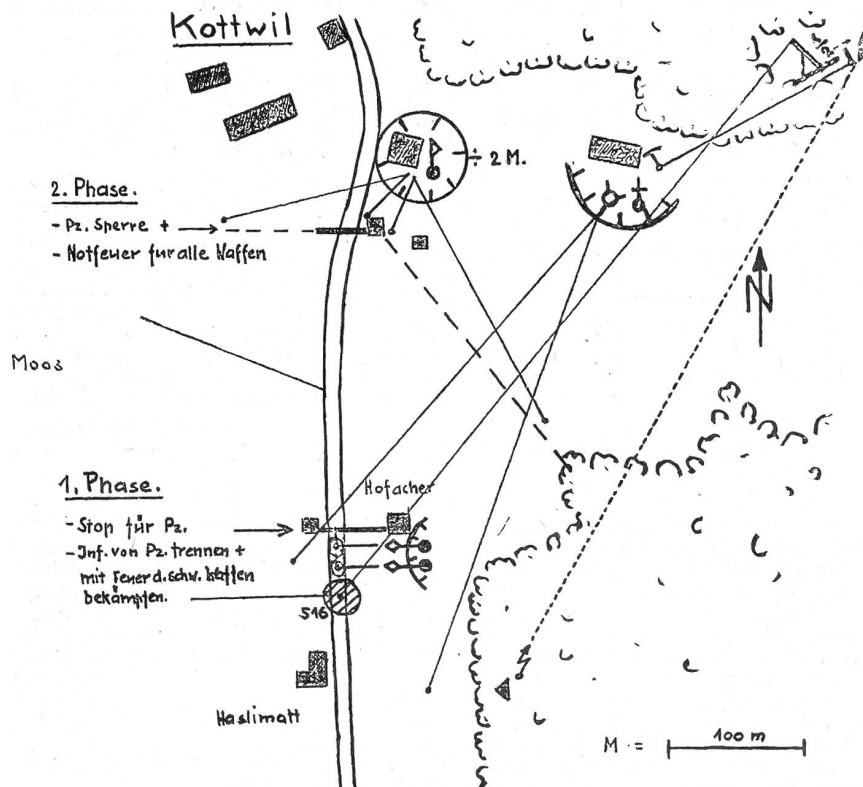 Kottwil
÷ 2 M.
2. Phase.
- Pz. Sperre +
- Notfeuer für alle Waffen
N
Moos
1. Phase.
- Stop für Pz.
- Inf. von Pz. trennen +
mit Feuer d. schw. Waffen
bekämpfen.
Hofacher
516
Haslimatt
M = 100 m